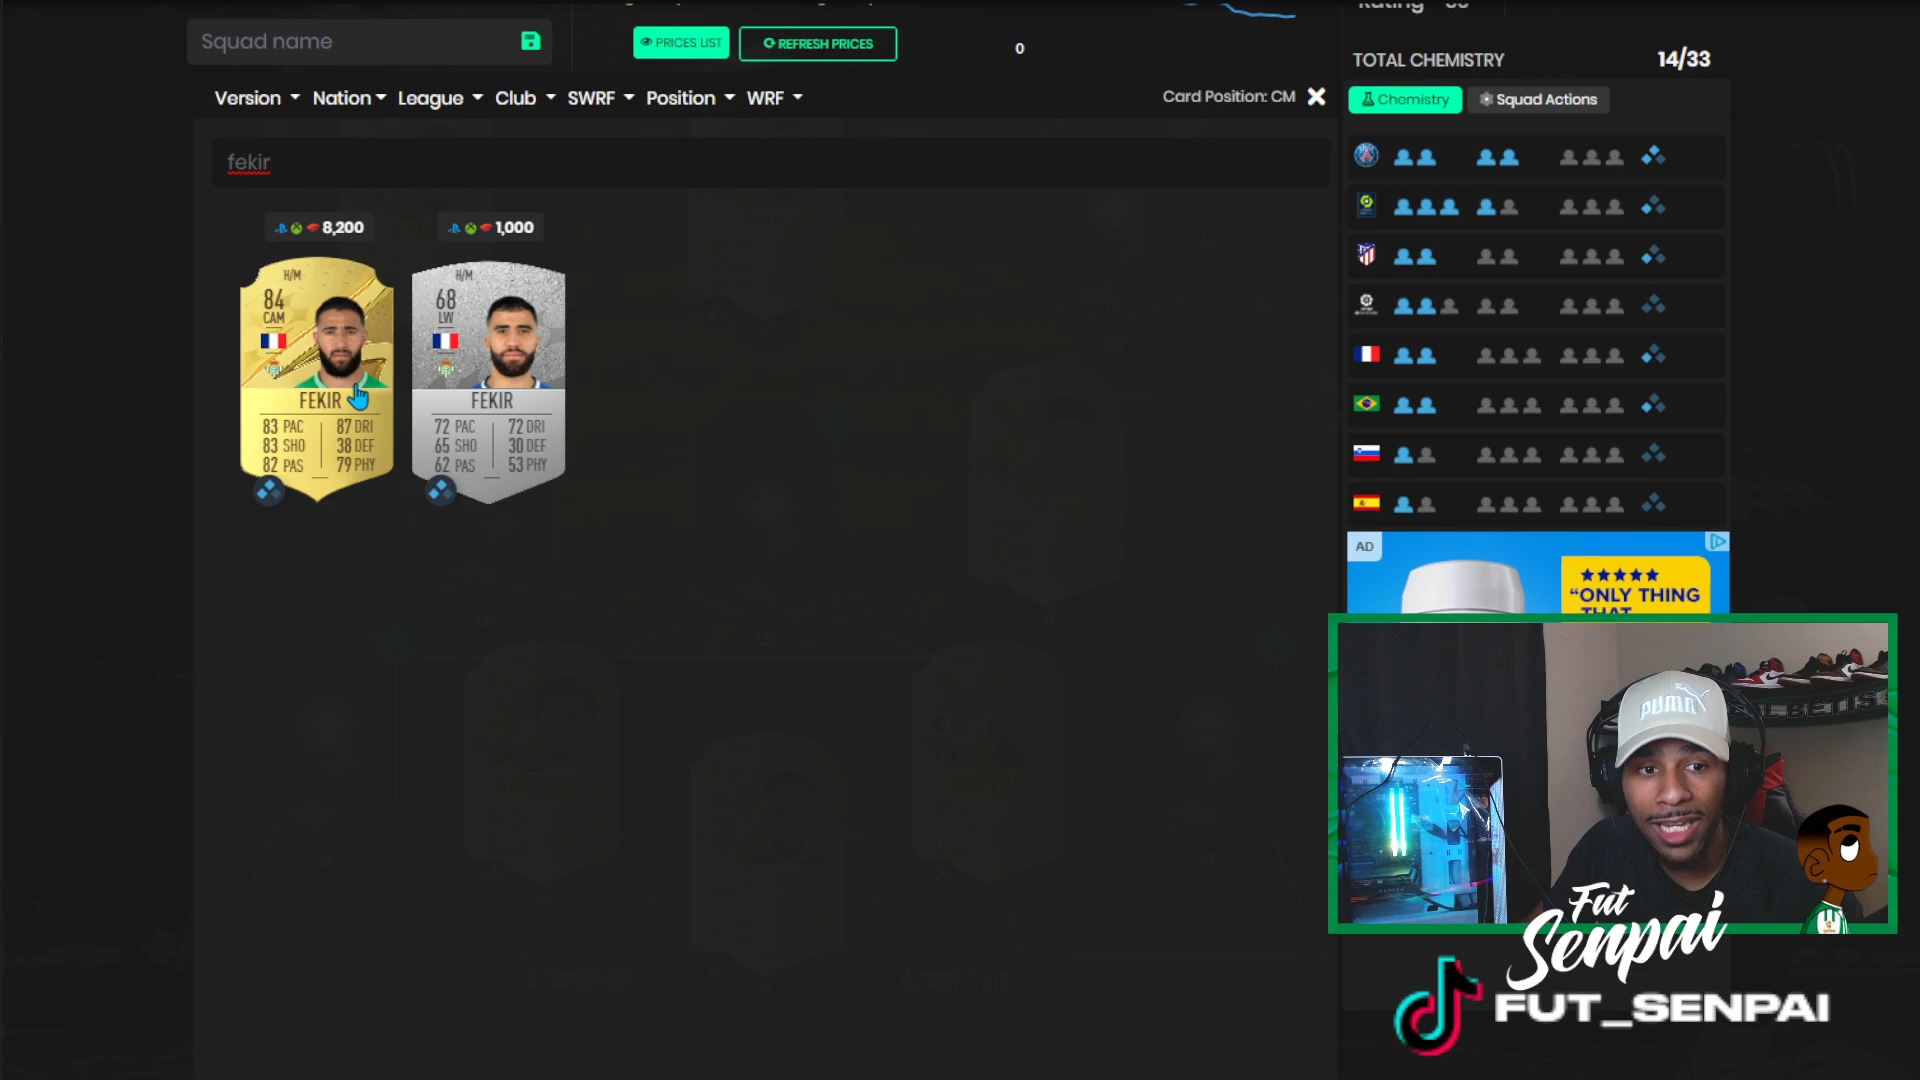 Squad name
PRICES LIST
REFRESH PRICES
0
TOTAL CHEMISTRY 14/33
Version Nation League Club SWRF Position WRF
Card Position: CM
Chemistry
Squad Actions
fekir
8,200
1,000
H/M
84
CAM
FEKIR
83 PAC 87 DRI
83 SHO 38 DEF
82 PAS 79 PHY
H/M
68
LW
FEKIR
72 PAC 72 DRI
65 SHO 30 DEF
62 PAS 53 PHY
AD
“ONLY THING
THAT
PUMA
Fut
Senpai
FUT_SENPAI